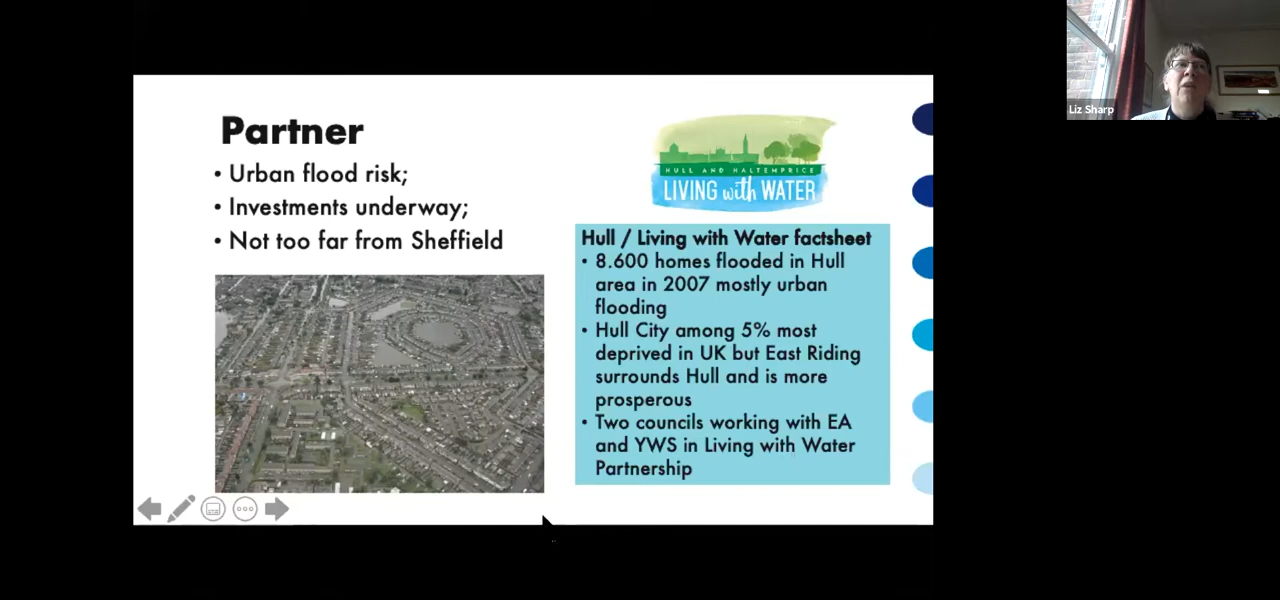 Partner
• Urban flood risk;
• Investments underway;
• Not too far from Sheffield
HULL AND HALTEMPRICE
LIVING with WATER
Hull / Living with Water factsheet
• 8.600 homes flooded in Hull
area in 2007 mostly urban
flooding
• Hull City among 5% most
deprived in UK but East Riding
surrounds Hull and is more
prosperous
• Two councils working with EA
and YWS in Living with Water
Partnership
Liz Sharp